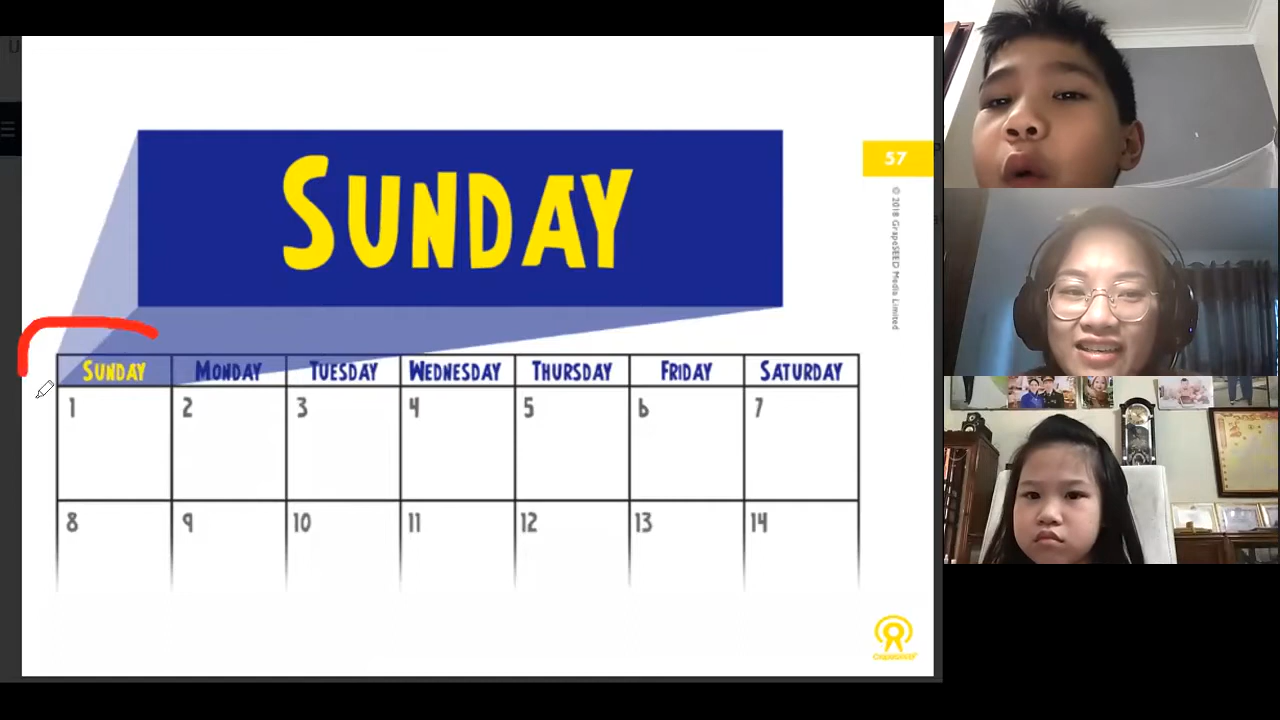 SUNDAY
57
© 2018 GrapeSEED Media Limited
SUNDAY MONDAY TUESDAY WEDNESDAY THURSDAY FRIDAY SATURDAY
1 2 3 4 5 6 7
8 9 10 11 12 13 14
GrapeSEED